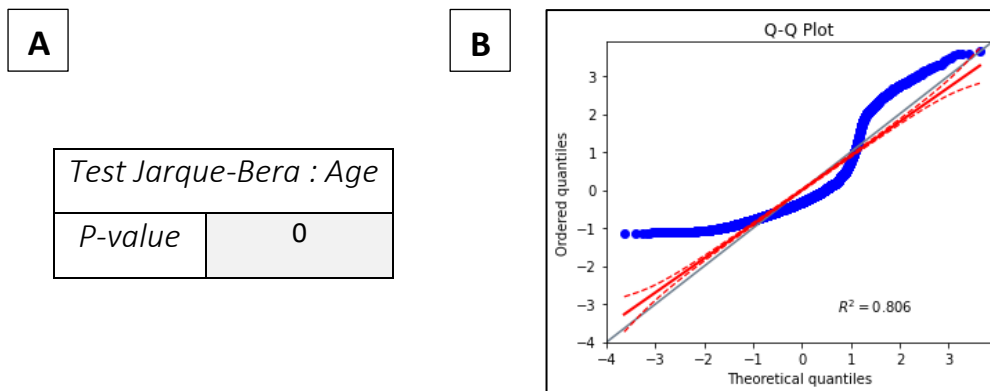 A
B
Test Jarque-Bera : Age
P-value 0
Q-Q Plot
Ordered quantiles
3
2
1
0
−1
−2
−3
−4
R² = 0.806
−4 −3 −2 −1 0 1 2 3
Theoretical quantiles